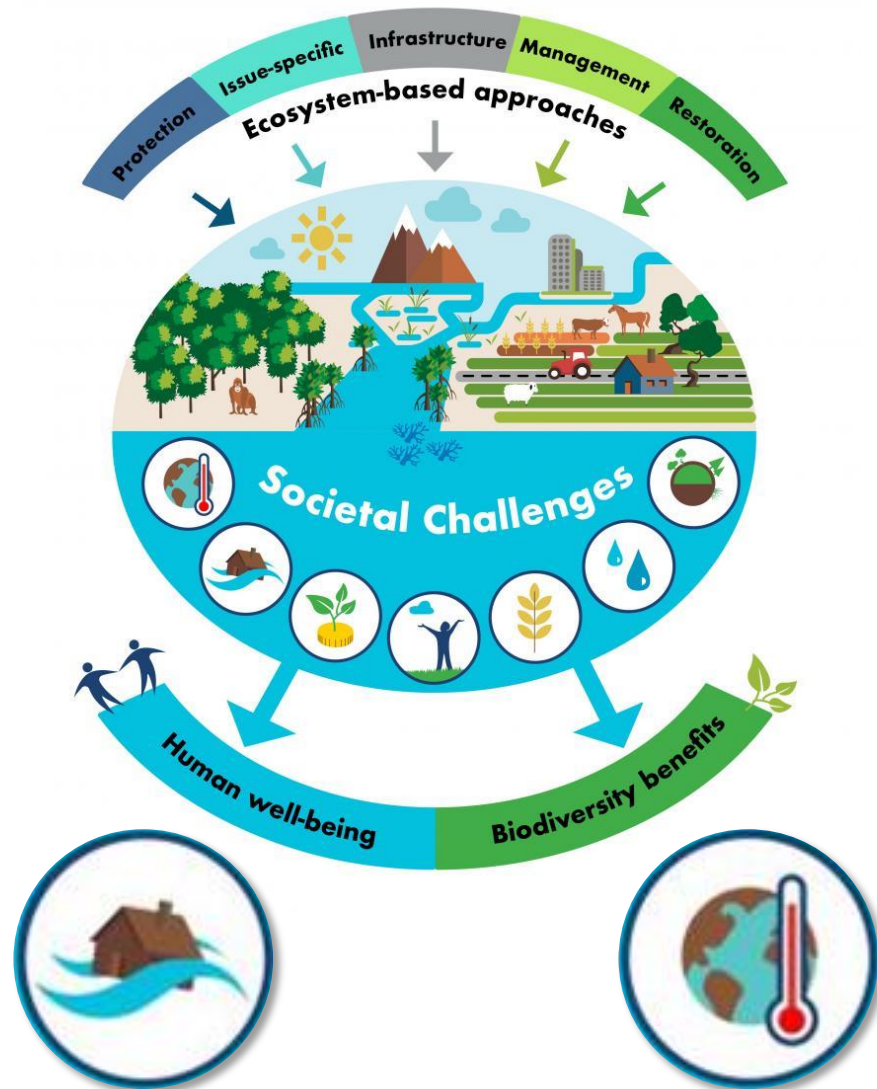 Protection
Issue-specific
Infrastructure
Management
Restoration
Ecosystem-based approaches
Societal Challenges
Human well-being
Biodiversity benefits